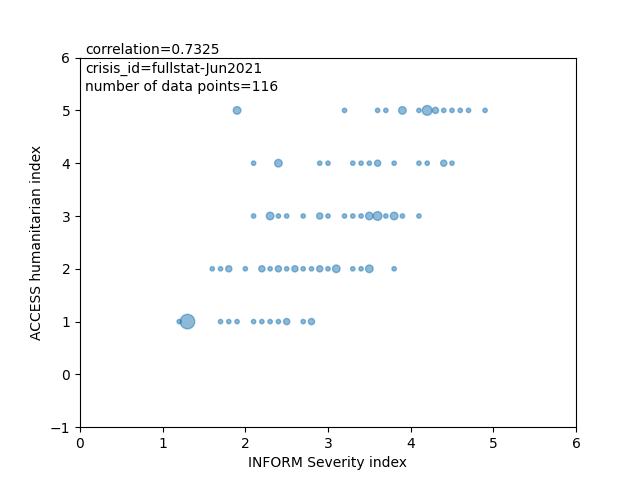 correlation=0.7325
crisis_id=fullstat-Jun2021
number of data points=116
6
5
4
3
2
1
0
−1
ACCESS humanitarian index
0 1 2 3 4 5 6
INFORM Severity index